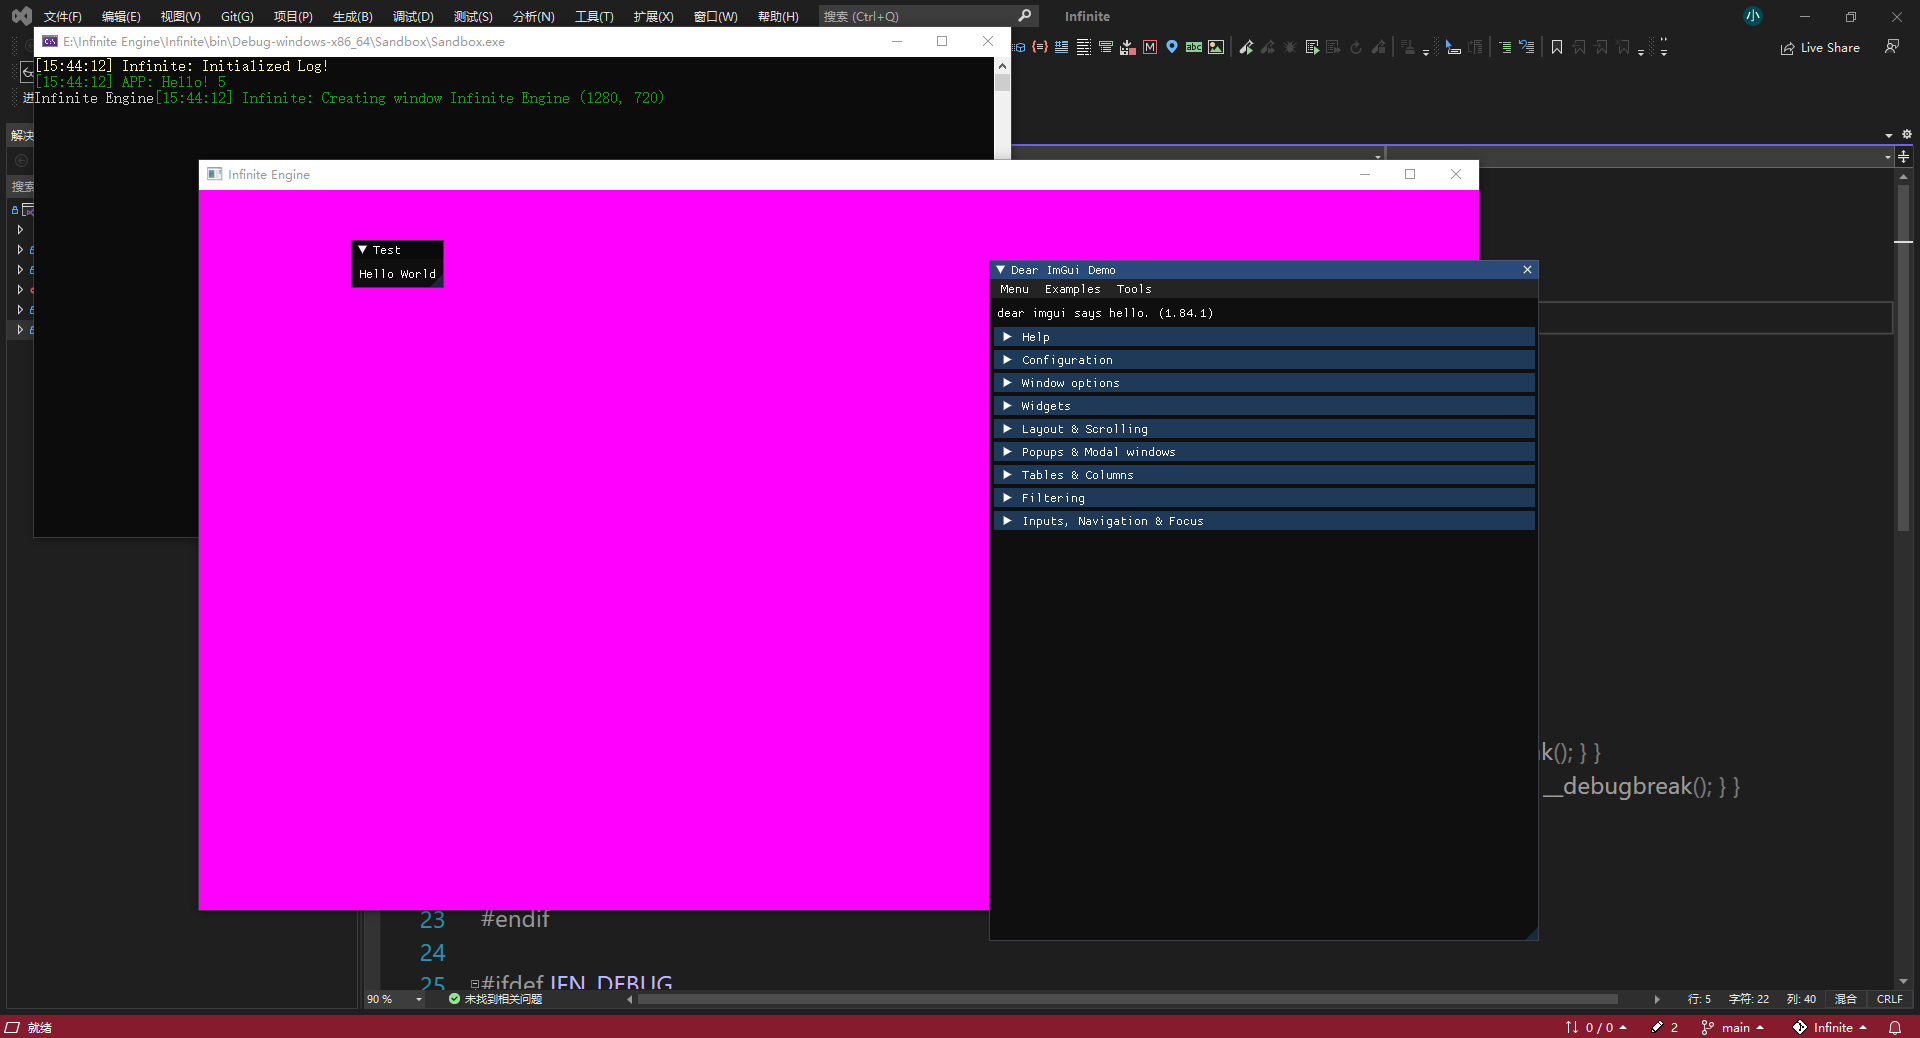 文件(F) 编辑(E) 视图(V) Git(G) 项目(P) 生成(B) 调试(D) 测试(S) 分析(N) 工具(T) 扩展(X) 窗口(W) 帮助(H) 搜索 (Ctrl+Q) Infinite 小
Live Share
E:\Infinite Engine\Infinite\bin\Debug-windows-x86_64\Sandbox\Sandbox.exe
[15:44:12] Infinite: Initialized Log!
[15:44:12] APP: Hello! 5
Infinite Engine[15:44:12] Infinite: Creating window Infinite Engine (1280, 720)
进
解决
搜索
Infinite Engine
Test
Hello World
Dear ImGui Demo
Menu Examples Tools
dear imgui says hello. (1.84.1)
Help
Configuration
Window options
Widgets
Layout & Scrolling
Popups & Modal windows
Tables & Columns
Filtering
Inputs, Navigation & Focus
k(); } }
__debugbreak(); } }
23 #endif
24
25 #ifdef IFN_DEBUG
90 % 未找到相关问题 行: 5 字符: 22 列: 40 混合 CRLF
就绪 0 / 0 2 main Infinite